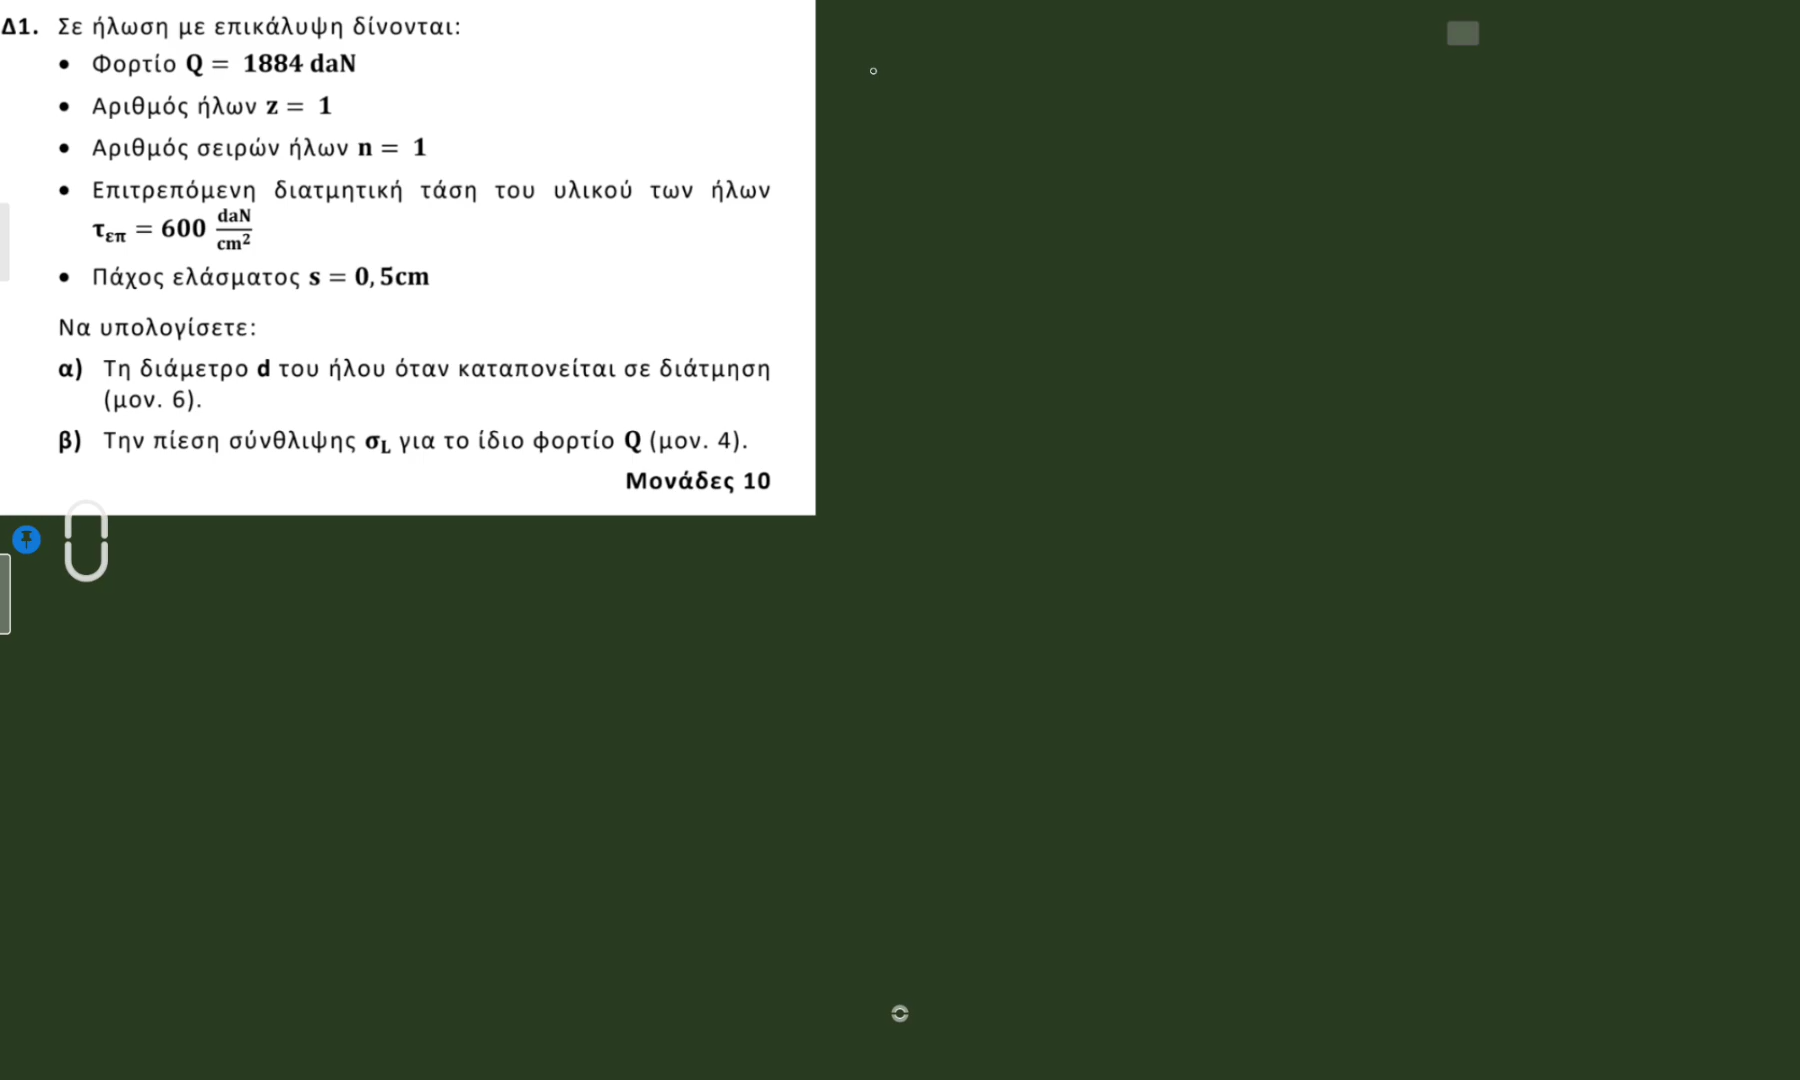 Δ1. Σε ήλωση με επικάλυψη δίνονται:
• Φορτίο Q = 1884 daN
• Αριθμός ήλων z = 1
• Αριθμός σειρών ήλων n = 1
• Επιτρεπόμενη διατμητική τάση του υλικού των ήλων
τεπ = 600 daN/cm²
• Πάχος ελάσματος s = 0,5cm
Να υπολογίσετε:
α) Τη διάμετρο d του ήλου όταν καταπονείται σε διάτμηση
(μον. 6).
β) Την πίεση σύνθλιψης σL για το ίδιο φορτίο Q (μον. 4).
Μονάδες 10